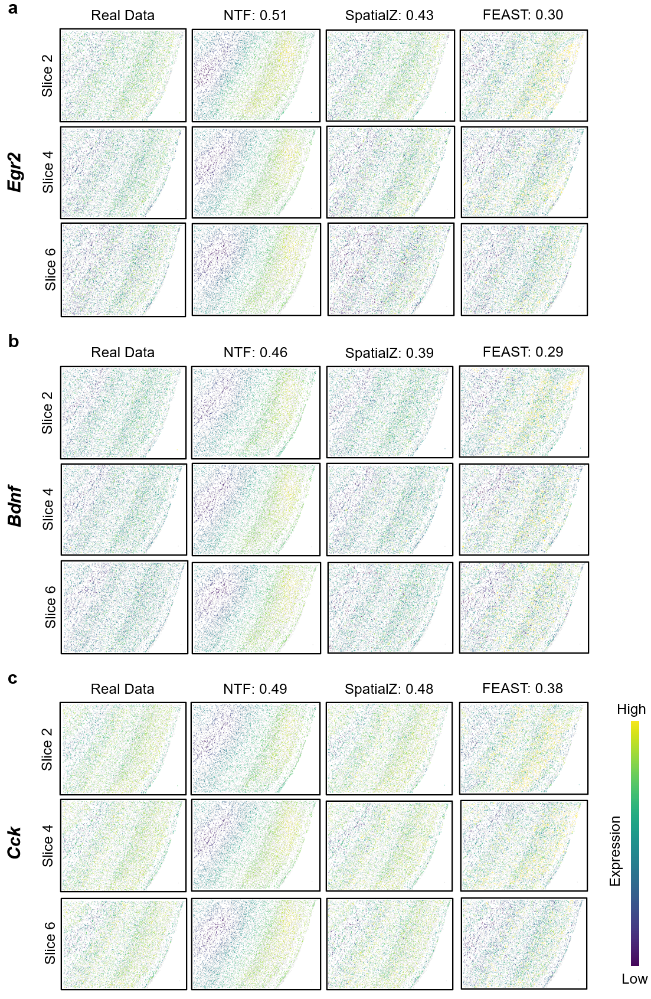 a
Real Data
NTF: 0.51
SpatialZ: 0.43
FEAST: 0.30
Egr2
Slice 2
Slice 4
Slice 6
b
Real Data
NTF: 0.46
SpatialZ: 0.39
FEAST: 0.29
Bdnf
Slice 2
Slice 4
Slice 6
c
Real Data
NTF: 0.49
SpatialZ: 0.48
FEAST: 0.38
Cck
Slice 2
Slice 4
Slice 6
High
Expression
Low